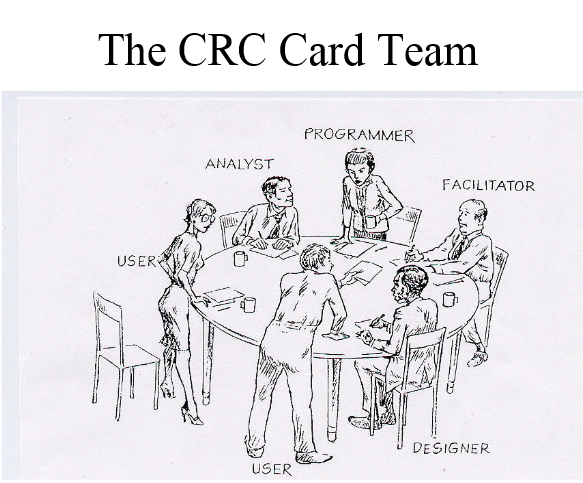 The CRC Card Team
PROGRAMMER
ANALYST
FACILITATOR
USER
DESIGNER
USER